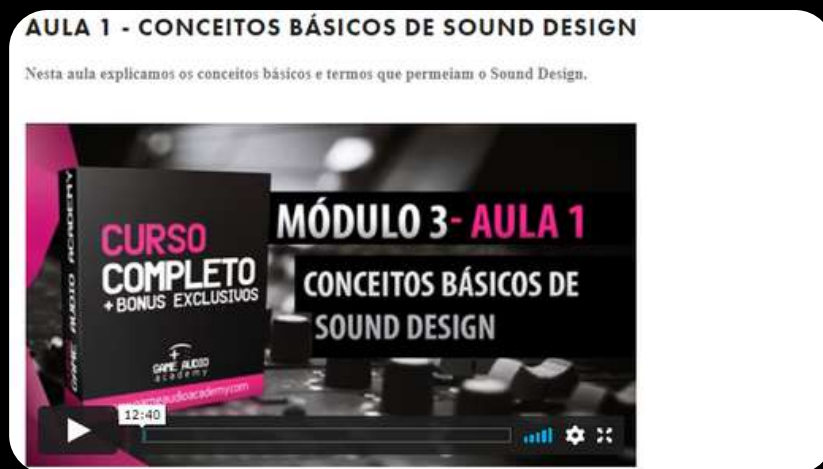 AULA 1 - CONCEITOS BÁSICOS DE SOUND DESIGN
Nesta aula explicamos os conceitos básicos e termos que permeiam o Sound Design.
GAME AUDIO ACADEMY
CURSO
COMPLETO
+ BONUS EXCLUSIVOS
GAME AUDIO
academy
gameaudioacademy.com
MÓDULO 3- AULA 1
CONCEITOS BÁSICOS DE
SOUND DESIGN
12:40